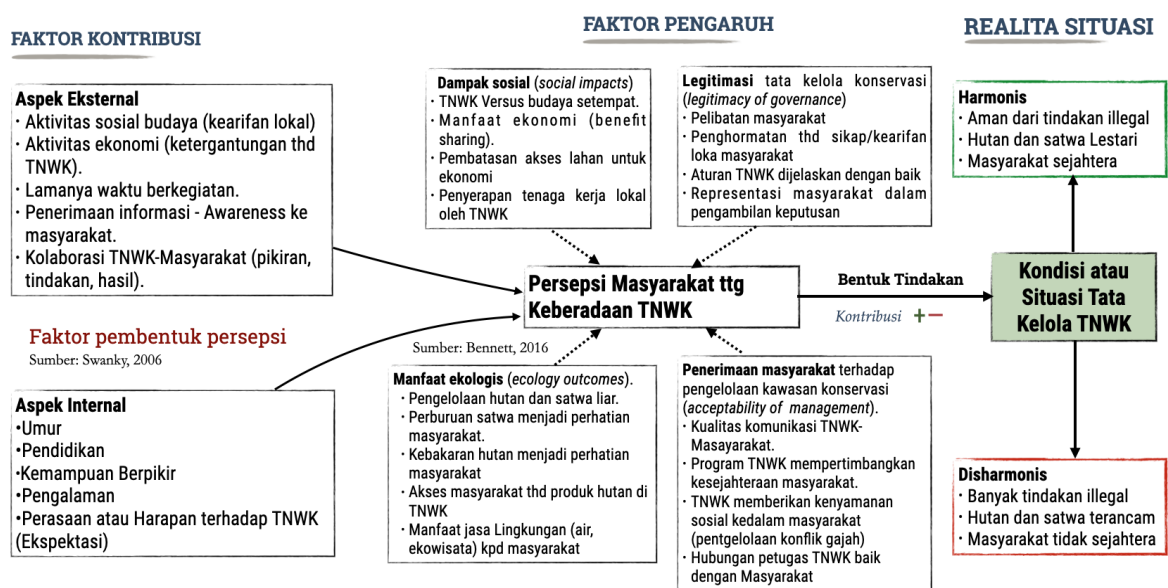 FAKTOR KONTRIBUSI
Aspek Eksternal
· Aktivitas sosial budaya (kearifan lokal)
· Aktivitas ekonomi (ketergantungan thd
TNWK).
· Lamanya waktu berkegiatan.
· Penerimaan informasi - Awareness ke
masyarakat.
· Kolaborasi TNWK-Masyarakat (pikiran,
tindakan, hasil).
Faktor pembentuk persepsi
Sumber: Swanky, 2006
Aspek Internal
•Umur
•Pendidikan
•Kemampuan Berpikir
•Pengalaman
•Perasaan atau Harapan terhadap TNWK
(Ekspektasi)
FAKTOR PENGARUH
Dampak sosial (social impacts)
· TNWK Versus budaya setempat.
· Manfaat ekonomi (benefit
sharing).
· Pembatasan akses lahan untuk
ekonomi
· Penyerapan tenaga kerja lokal
oleh TNWK
Legitimasi tata kelola konservasi
(legitimacy of governance)
· Pelibatan masyarakat
· Penghormatan thd sikap/kearifan
loka masyarakat
· Aturan TNWK dijelaskan dengan baik
· Representasi masyarakat dalam
pengambilan keputusan
Persepsi Masyarakat ttg
Keberadaan TNWK
Sumber: Bennett, 2016
Manfaat ekologis (ecology outcomes).
· Pengelolaan hutan dan satwa liar.
· Perburuan satwa menjadi perhatian
masyarakat.
· Kebakaran hutan menjadi perhatian
masyarakat
· Akses masyarakat thd produk hutan di
TNWK
· Manfaat jasa Lingkungan (air,
ekowisata) kpd masyarakat
Penerimaan masyarakat terhadap
pengelolaan kawasan konservasi
(acceptability of management).
· Kualitas komunikasi TNWK-
Masayarakat.
· Program TNWK mempertimbangkan
kesejahteraan masyarakat.
· TNWK memberikan kenyamanan
sosial kedalam masyarakat
(pentgelolaan konflik gajah)
· Hubungan petugas TNWK baik
dengan Masyarakat
Bentuk Tindakan
Kontribusi + −
REALITA SITUASI
Harmonis
· Aman dari tindakan illegal
· Hutan dan satwa Lestari
· Masyarakat sejahtera
Kondisi atau
Situasi Tata
Kelola TNWK
Disharmonis
· Banyak tindakan illegal
· Hutan dan satwa terancam
· Masyarakat tidak sejahtera